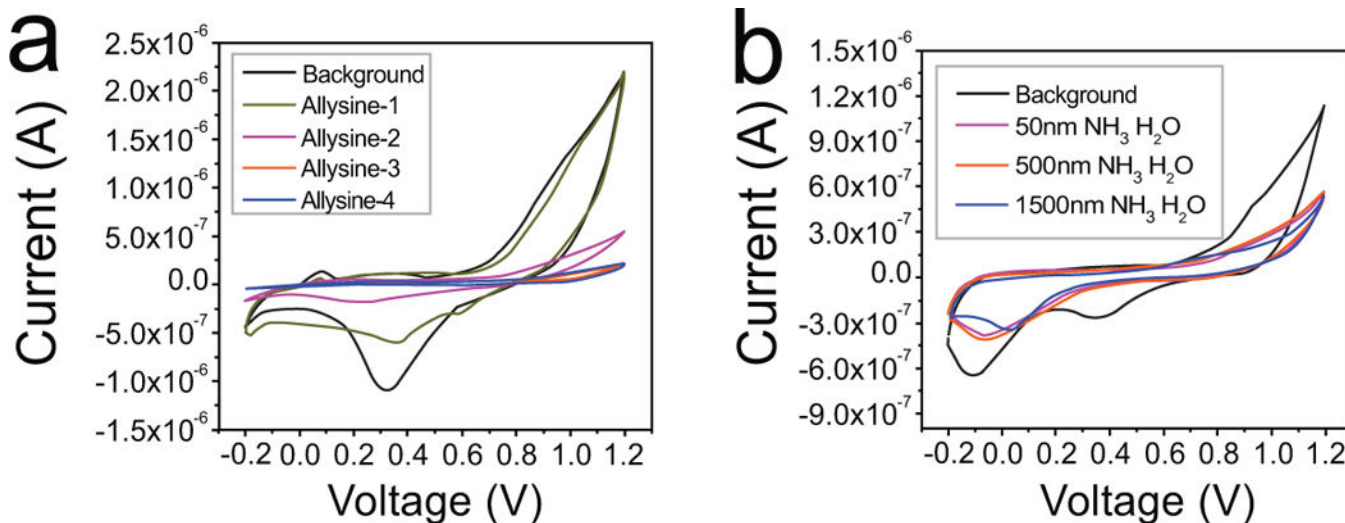 a
Current (A)
2.5x10⁻⁶
2.0x10⁻⁶
1.5x10⁻⁶
1.0x10⁻⁶
5.0x10⁻⁷
0.0
-5.0x10⁻⁷
-1.0x10⁻⁶
-1.5x10⁻⁶
Background
Allysine-1
Allysine-2
Allysine-3
Allysine-4
-0.2 0.0 0.2 0.4 0.6 0.8 1.0 1.2
Voltage (V)
b
Current (A)
1.5x10⁻⁶
1.2x10⁻⁶
9.0x10⁻⁷
6.0x10⁻⁷
3.0x10⁻⁷
0.0
-3.0x10⁻⁷
-6.0x10⁻⁷
-9.0x10⁻⁷
Background
50nm NH₃ H₂O
500nm NH₃ H₂O
1500nm NH₃ H₂O
-0.2 0.0 0.2 0.4 0.6 0.8 1.0 1.2
Voltage (V)